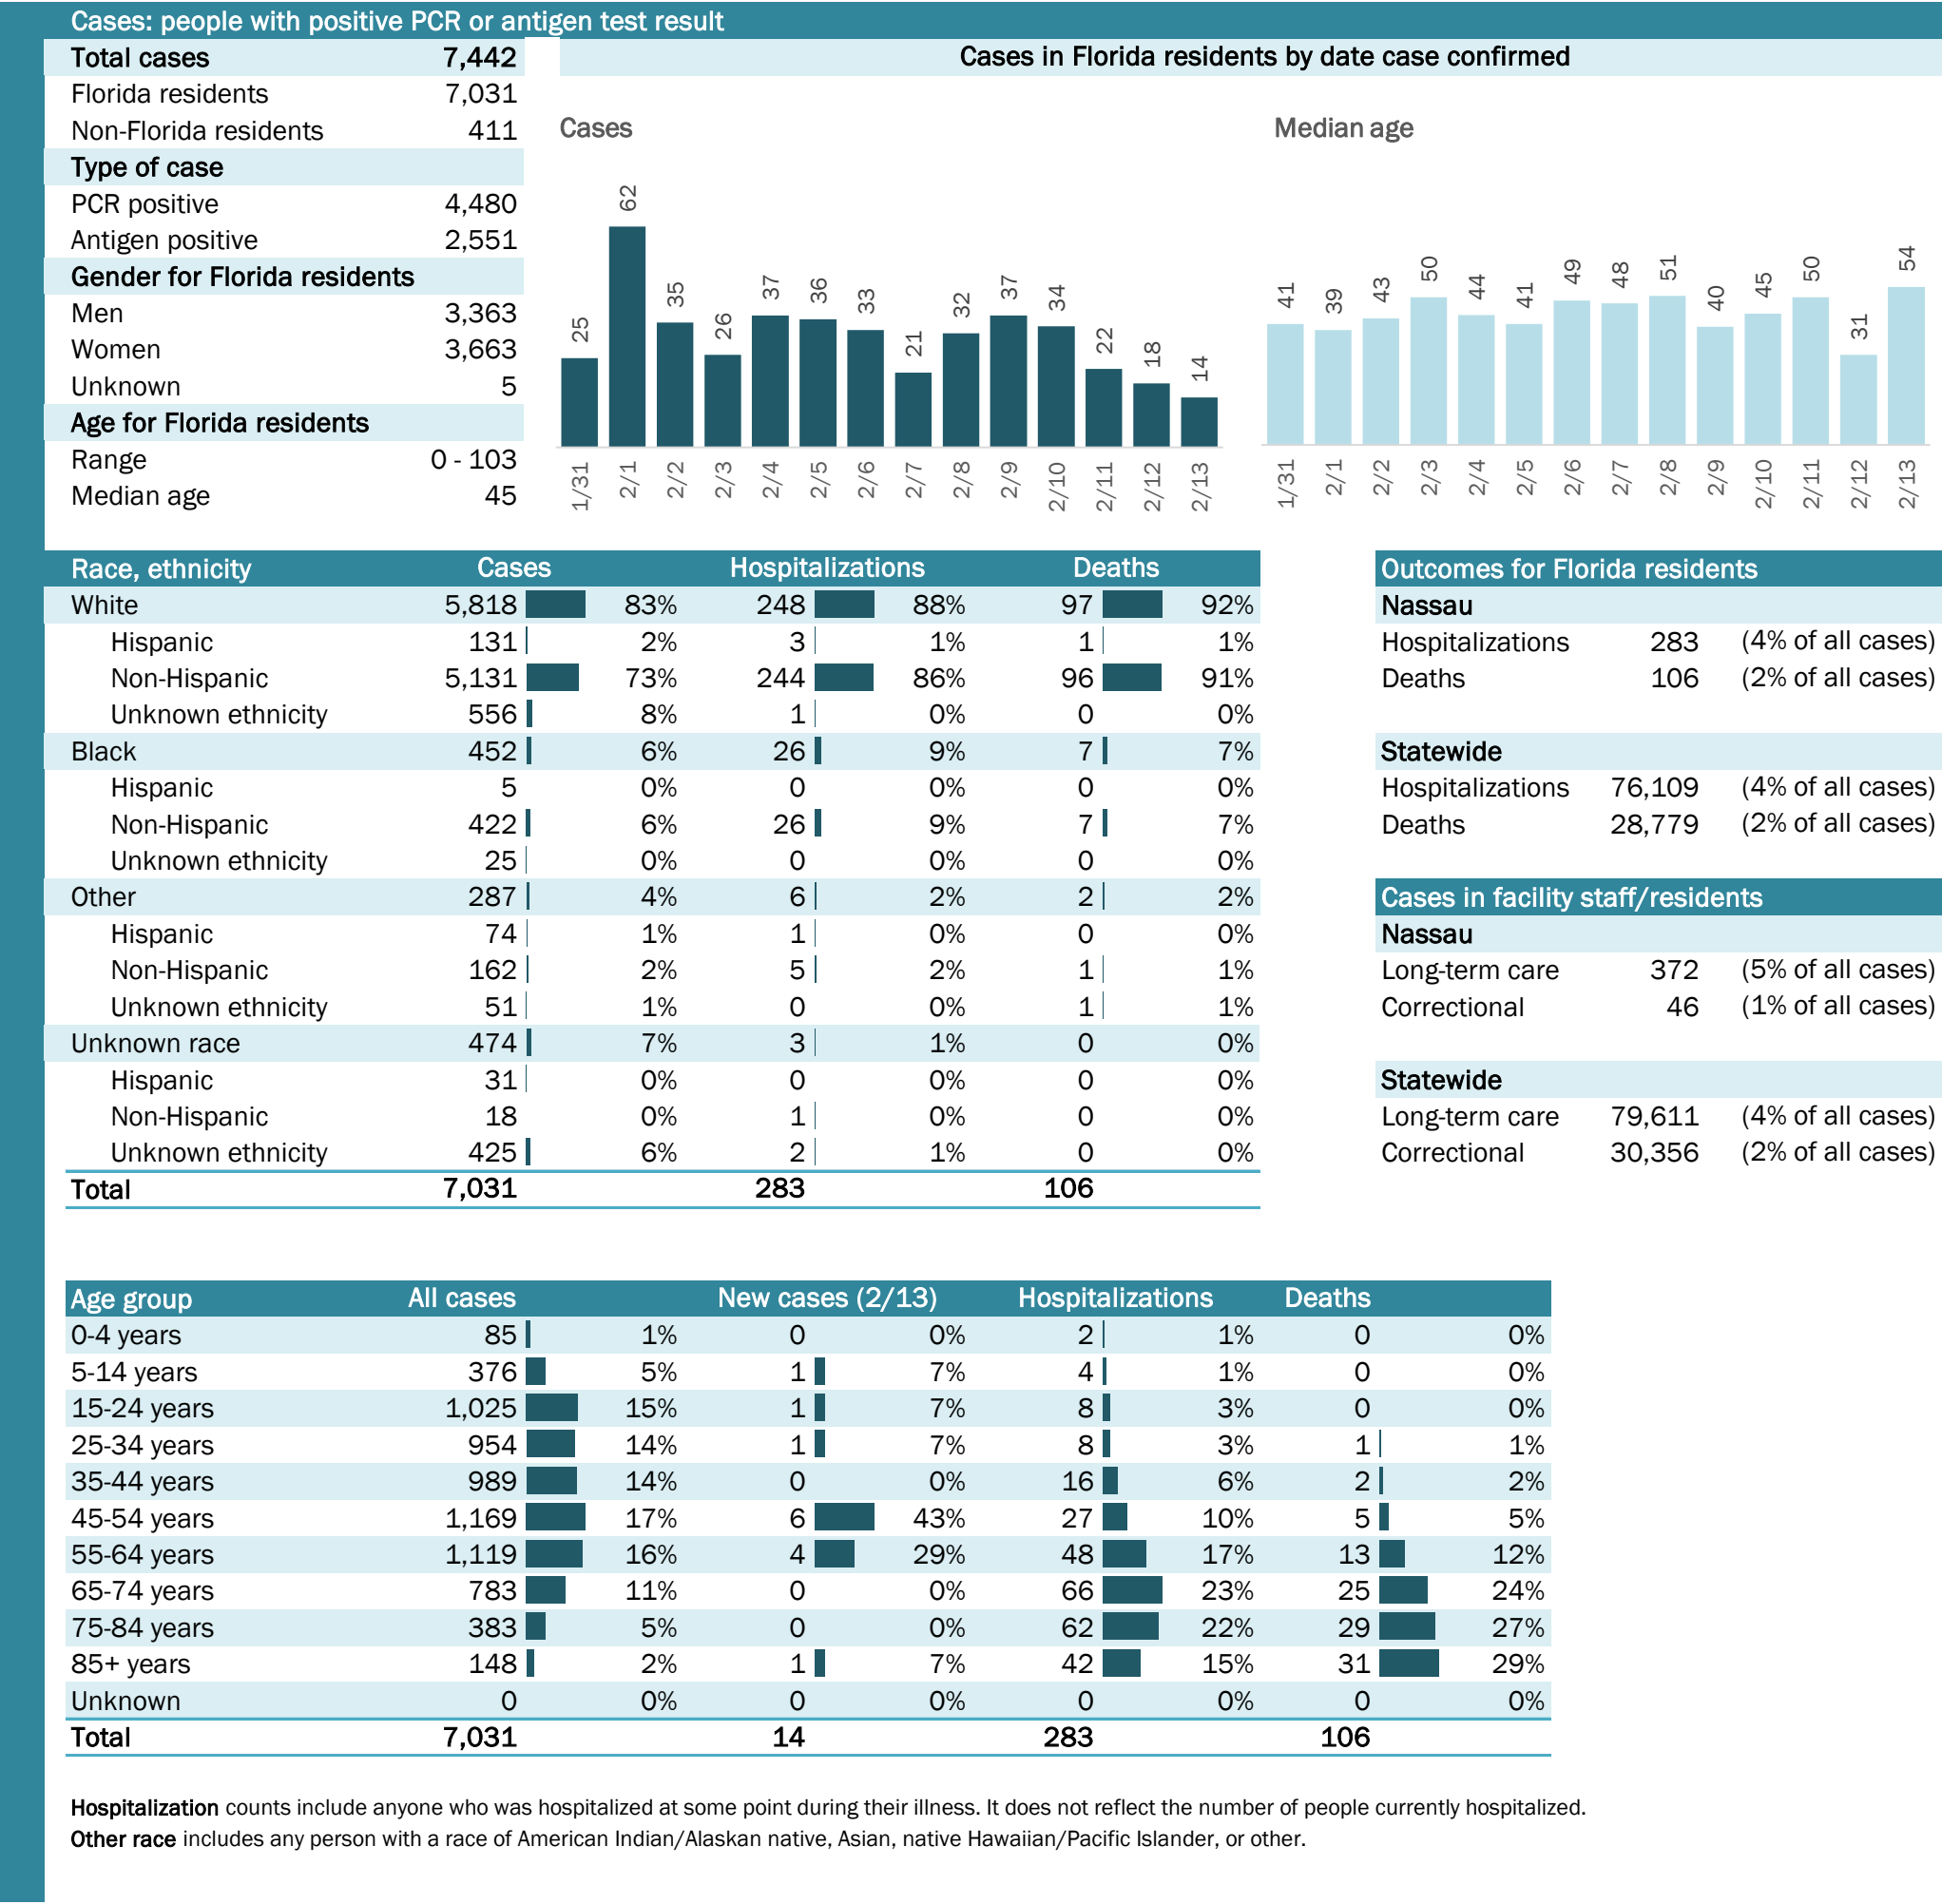 Cases: people with positive PCR or antigen test result
Total cases 7,442
Florida residents 7,031
Non-Florida residents 411
Type of case
PCR positive 4,480
Antigen positive 2,551
Gender for Florida residents
Men 3,363
Women 3,663
Unknown 5
Age for Florida residents
Range 0 - 103
Median age 45
Cases in Florida residents by date case confirmed
Cases
25 62 35 26 37 36 33 21 32 37 34 22 18 14
1/31 2/1 2/2 2/3 2/4 2/5 2/6 2/7 2/8 2/9 2/10 2/11 2/12 2/13
Median age
41 39 43 50 44 41 49 48 51 40 45 50 31 54
1/31 2/1 2/2 2/3 2/4 2/5 2/6 2/7 2/8 2/9 2/10 2/11 2/12 2/13
Race, ethnicity Cases Hospitalizations Deaths
White 5,818 83% 248 88% 97 92%
Hispanic 131 2% 3 1% 1 1%
Non-Hispanic 5,131 73% 244 86% 96 91%
Unknown ethnicity 556 8% 1 0% 0 0%
Black 452 6% 26 9% 7 7%
Hispanic 5 0% 0 0% 0 0%
Non-Hispanic 422 6% 26 9% 7 7%
Unknown ethnicity 25 0% 0 0% 0 0%
Other 287 4% 6 2% 2 2%
Hispanic 74 1% 1 0% 0 0%
Non-Hispanic 162 2% 5 2% 1 1%
Unknown ethnicity 51 1% 0 0% 1 1%
Unknown race 474 7% 3 1% 0 0%
Hispanic 31 0% 0 0% 0 0%
Non-Hispanic 18 0% 1 0% 0 0%
Unknown ethnicity 425 6% 2 1% 0 0%
Total 7,031 283 106
Outcomes for Florida residents
Nassau
Hospitalizations 283 (4% of all cases)
Deaths 106 (2% of all cases)
Statewide
Hospitalizations 76,109 (4% of all cases)
Deaths 28,779 (2% of all cases)
Cases in facility staff/residents
Nassau
Long-term care 372 (5% of all cases)
Correctional 46 (1% of all cases)
Statewide
Long-term care 79,611 (4% of all cases)
Correctional 30,356 (2% of all cases)
Age group All cases New cases (2/13) Hospitalizations Deaths
0-4 years 85 1% 0 0% 2 1% 0 0%
5-14 years 376 5% 1 7% 4 1% 0 0%
15-24 years 1,025 15% 1 7% 8 3% 0 0%
25-34 years 954 14% 1 7% 8 3% 1 1%
35-44 years 989 14% 0 0% 16 6% 2 2%
45-54 years 1,169 17% 6 43% 27 10% 5 5%
55-64 years 1,119 16% 4 29% 48 17% 13 12%
65-74 years 783 11% 0 0% 66 23% 25 24%
75-84 years 383 5% 0 0% 62 22% 29 27%
85+ years 148 2% 1 7% 42 15% 31 29%
Unknown 0 0% 0 0% 0 0% 0 0%
Total 7,031 14 283 106
Hospitalization counts include anyone who was hospitalized at some point during their illness. It does not reflect the number of people currently hospitalized.
Other race includes any person with a race of American Indian/Alaskan native, Asian, native Hawaiian/Pacific Islander, or other.